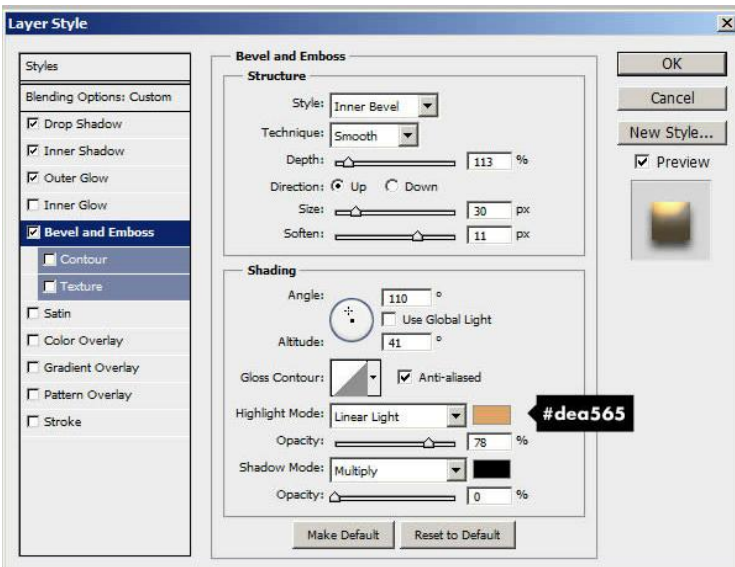 Layer Style
Styles
Blending Options: Custom
Drop Shadow
Inner Shadow
Outer Glow
Inner Glow
Bevel and Emboss
Contour
Texture
Satin
Color Overlay
Gradient Overlay
Pattern Overlay
Stroke
Bevel and Emboss
Structure
Style: Inner Bevel
Technique: Smooth
Depth: 113 %
Direction: Up Down
Size: 30 px
Soften: 11 px
Shading
Angle: 110 °
Use Global Light
Altitude: 41 °
Gloss Contour: Anti-aliased
Highlight Mode: Linear Light #dea565
Opacity: 78 %
Shadow Mode: Multiply
Opacity: 0 %
Make Default Reset to Default
OK
Cancel
New Style...
Preview